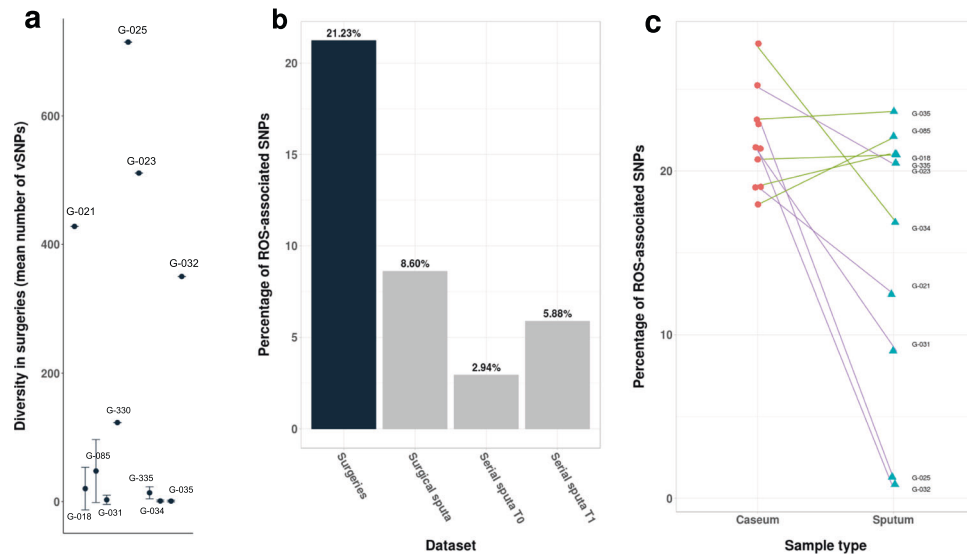 a
Diversity in surgeries (mean number of vSNPs)
600
400
200
0
G-025
G-023
G-021
G-032
G-330
G-085
G-335
G-035
G-018
G-031
G-034
b
Percentage of ROS-associated SNPs
20
15
10
5
0
21.23%
8.60%
2.94%
5.88%
Surgeries
Surgical sputa
Serial sputa T0
Serial sputa T1
Dataset
c
Percentage of ROS-associated SNPs
20
10
0
G-035
G-085
G-018
G-335
G-023
G-034
G-021
G-031
G-025
G-032
Caseum
Sputum
Sample type